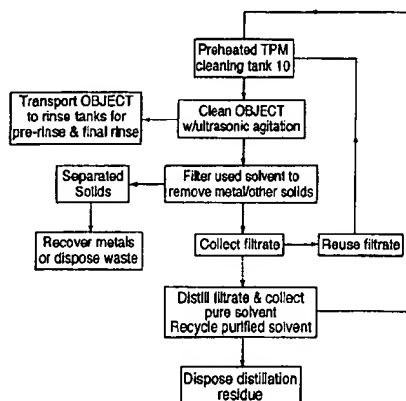 Preheated TPM
cleaning tank 10
Transport OBJECT
to rinse tanks for
pre-rinse & final rinse
Clean OBJECT
w/ultrasonic agitation
Separated
Solids
Filter used solvent to
remove metal/other solids
Recover metals
or dispose waste
Collect filtrate
Reuse filtrate
Distill filtrate & collect
pure solvent
Recycle purified solvent
Dispose distillation
residue